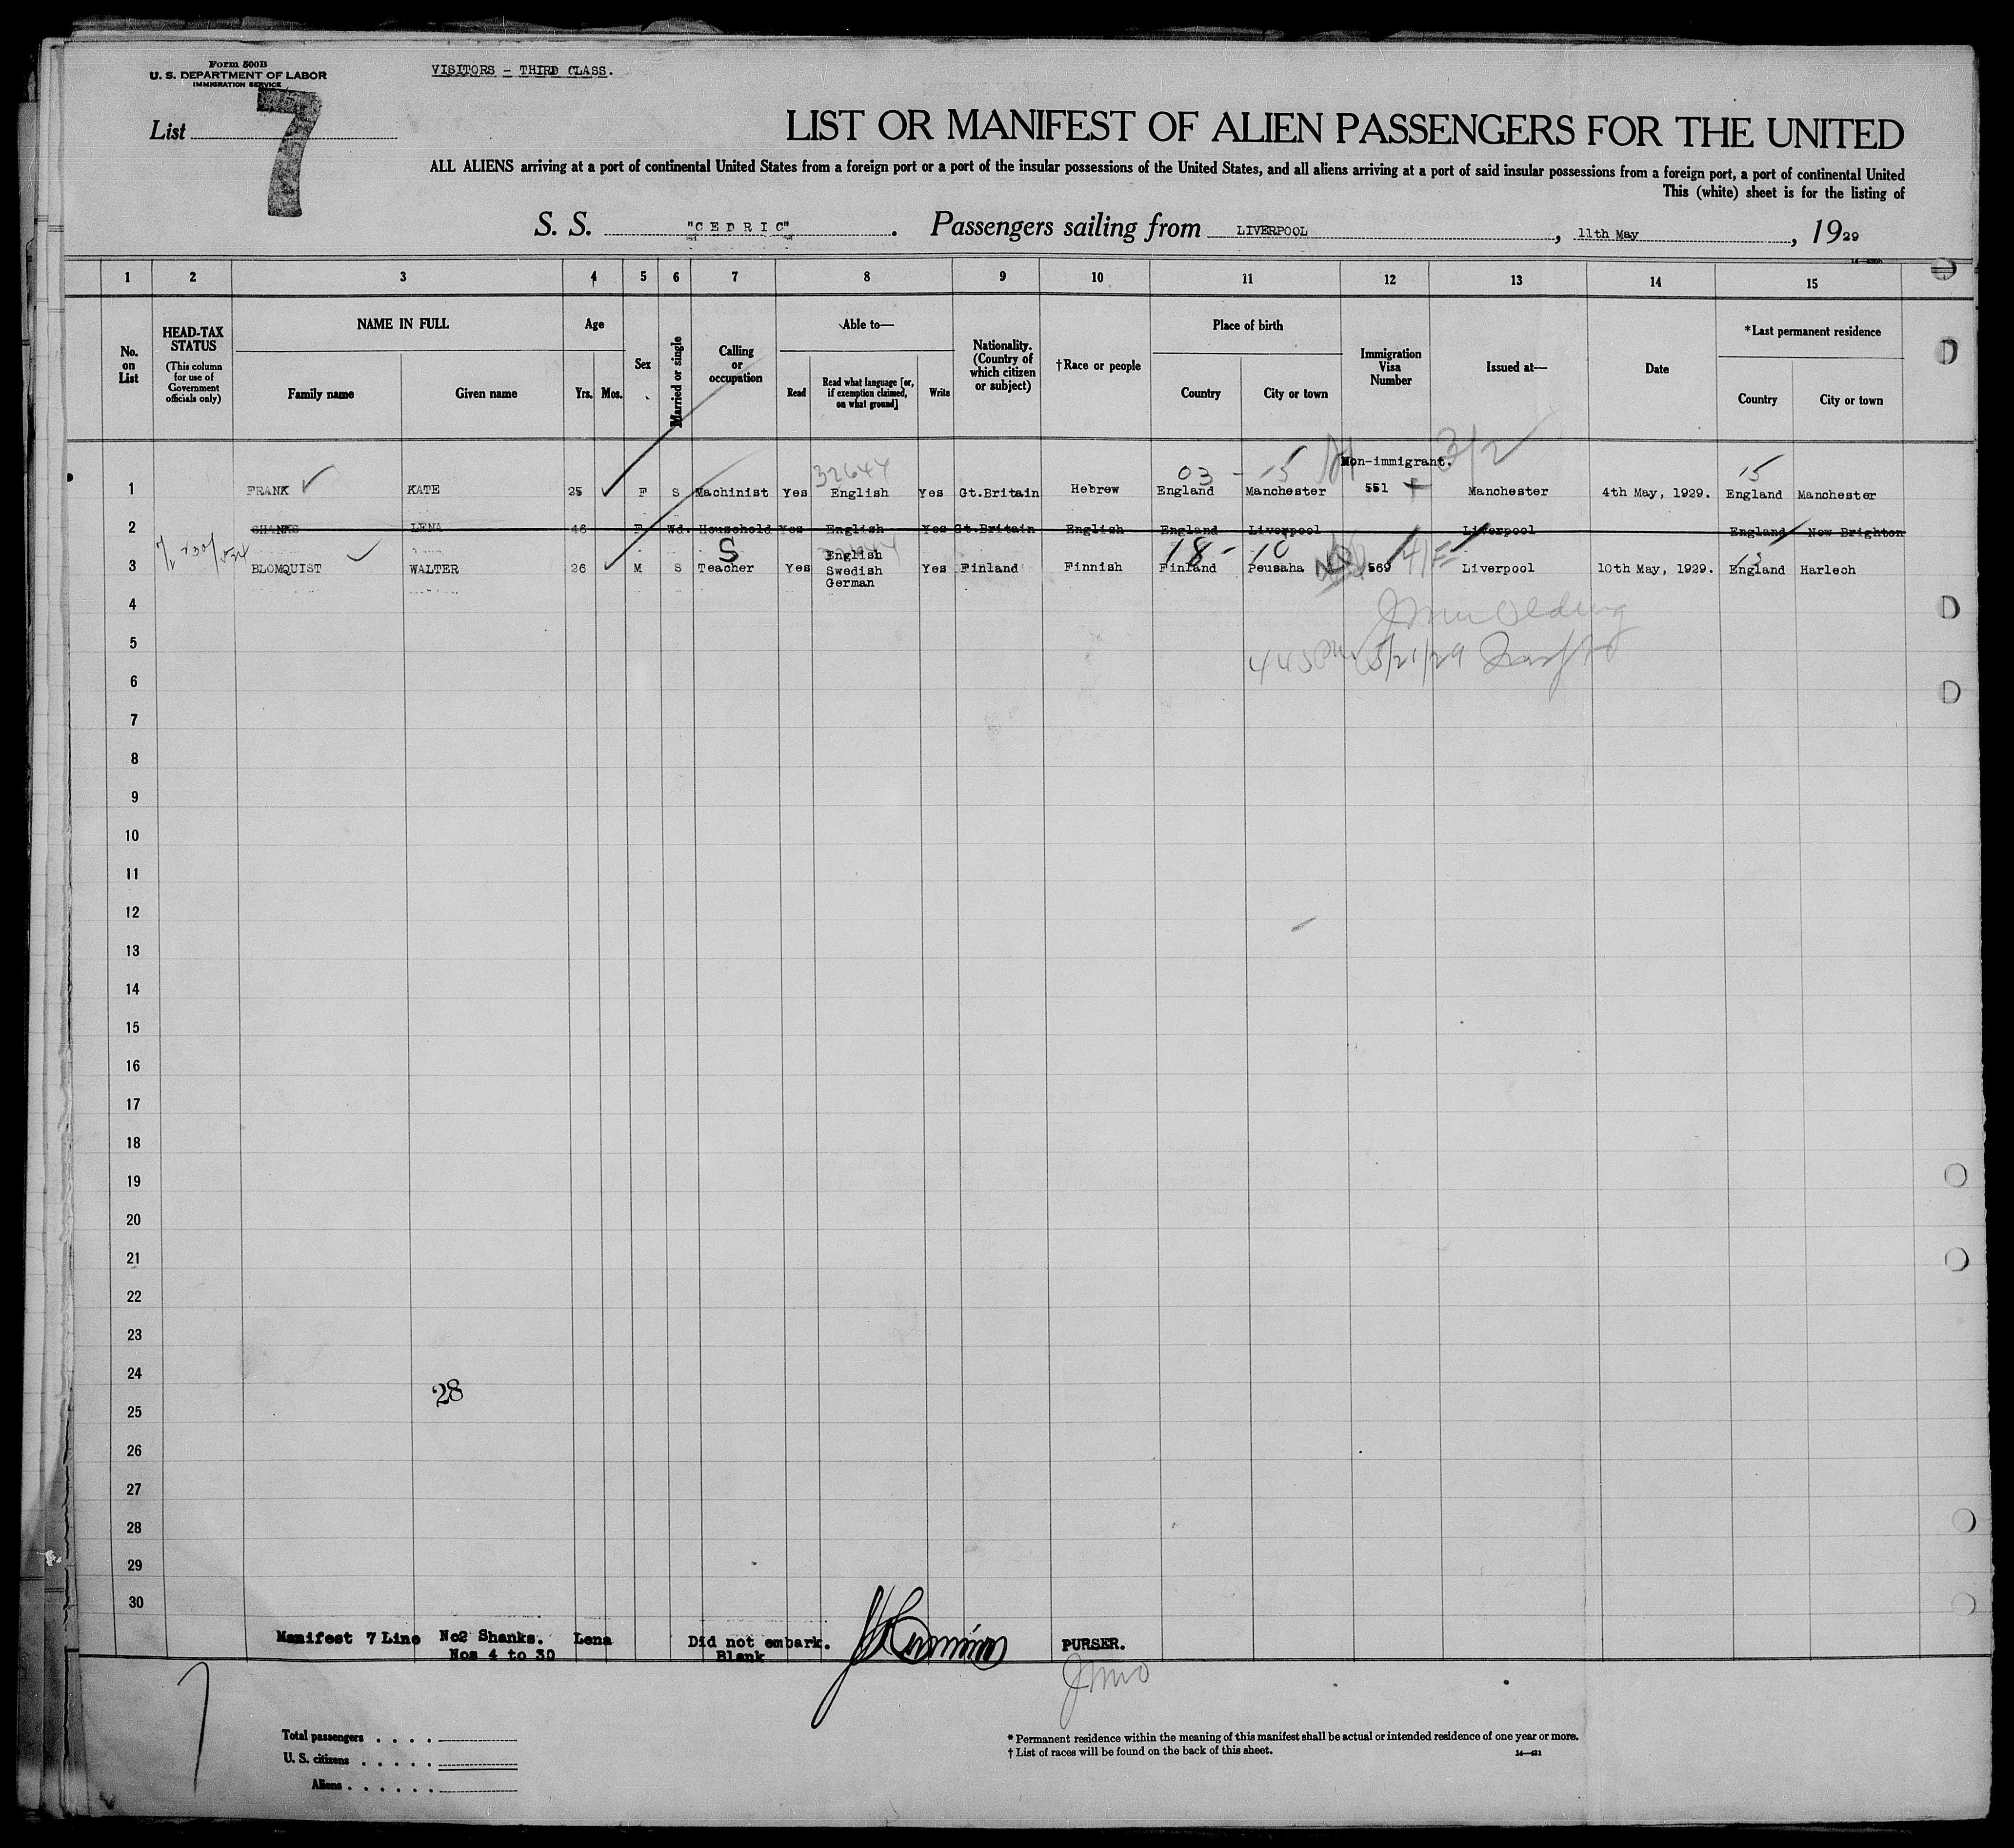 Form 500B
U. S. DEPARTMENT OF LABOR
IMMIGRATION SERVICE
VISITORS - THIRD CLASS.
List 7
LIST OR MANIFEST OF ALIEN PASSENGERS FOR THE UNITED
ALL ALIENS arriving at a port of continental United States from a foreign port or a port of the insular possessions of the United States, and all aliens arriving at a port of said insular possessions from a foreign port, a port of continental United
This (white) sheet is for the listing of
S. S. "CEDRIC". Passengers sailing from LIVERPOOL, 11th May, 1929
1 2 3 4 5 6 7 8 9 10 11 12 13 14 15
No. on List
HEAD-TAX STATUS
(This column for use of Government officials only)
NAME IN FULL
Family name Given name
Age
Yrs. Mos.
Sex
Married or single
Calling or occupation
Able to—
Read
Read what language [or, if exemption claimed, on what ground]
Write
Nationality. (Country of which citizen or subject)
†Race or people
Place of birth
Country City or town
Immigration Visa Number
Issued at—
Date
*Last permanent residence
Country City or town
32644 03 - 15 Non-immigrant. 3/2 15
1 FRANK KATE 25 F S Machinist Yes English Yes Gt.Britain Hebrew England Manchester 551 Manchester 4th May, 1929. England Manchester
2 SHANKS LENA 46 F Wd. Household Yes English Yes Gt.Britain English England Liverpool Liverpool England New Brighton
S 18 - 10 13
3 BLOMQUIST WALTER 26 M S Teacher Yes English Swedish German Yes Finland Finnish Finland Peusaha 569 Liverpool 10th May, 1929. England Harlech
4
5
445 PM 5/21/29
6
7
8
9
10
11
12
13
14
15
16
17
18
19
20
21
22
23
24
28
25
26
27
28
29
30
Manifest 7 Line No2 Shanks. Lena Did not embark. PURSER.
Nos 4 to 30 Blank
Total passengers . . . .
U. S. citizens . . . . .
Aliens . . . . . .
* Permanent residence within the meaning of this manifest shall be actual or intended residence of one year or more.
† List of races will be found on the back of this sheet.
14—421